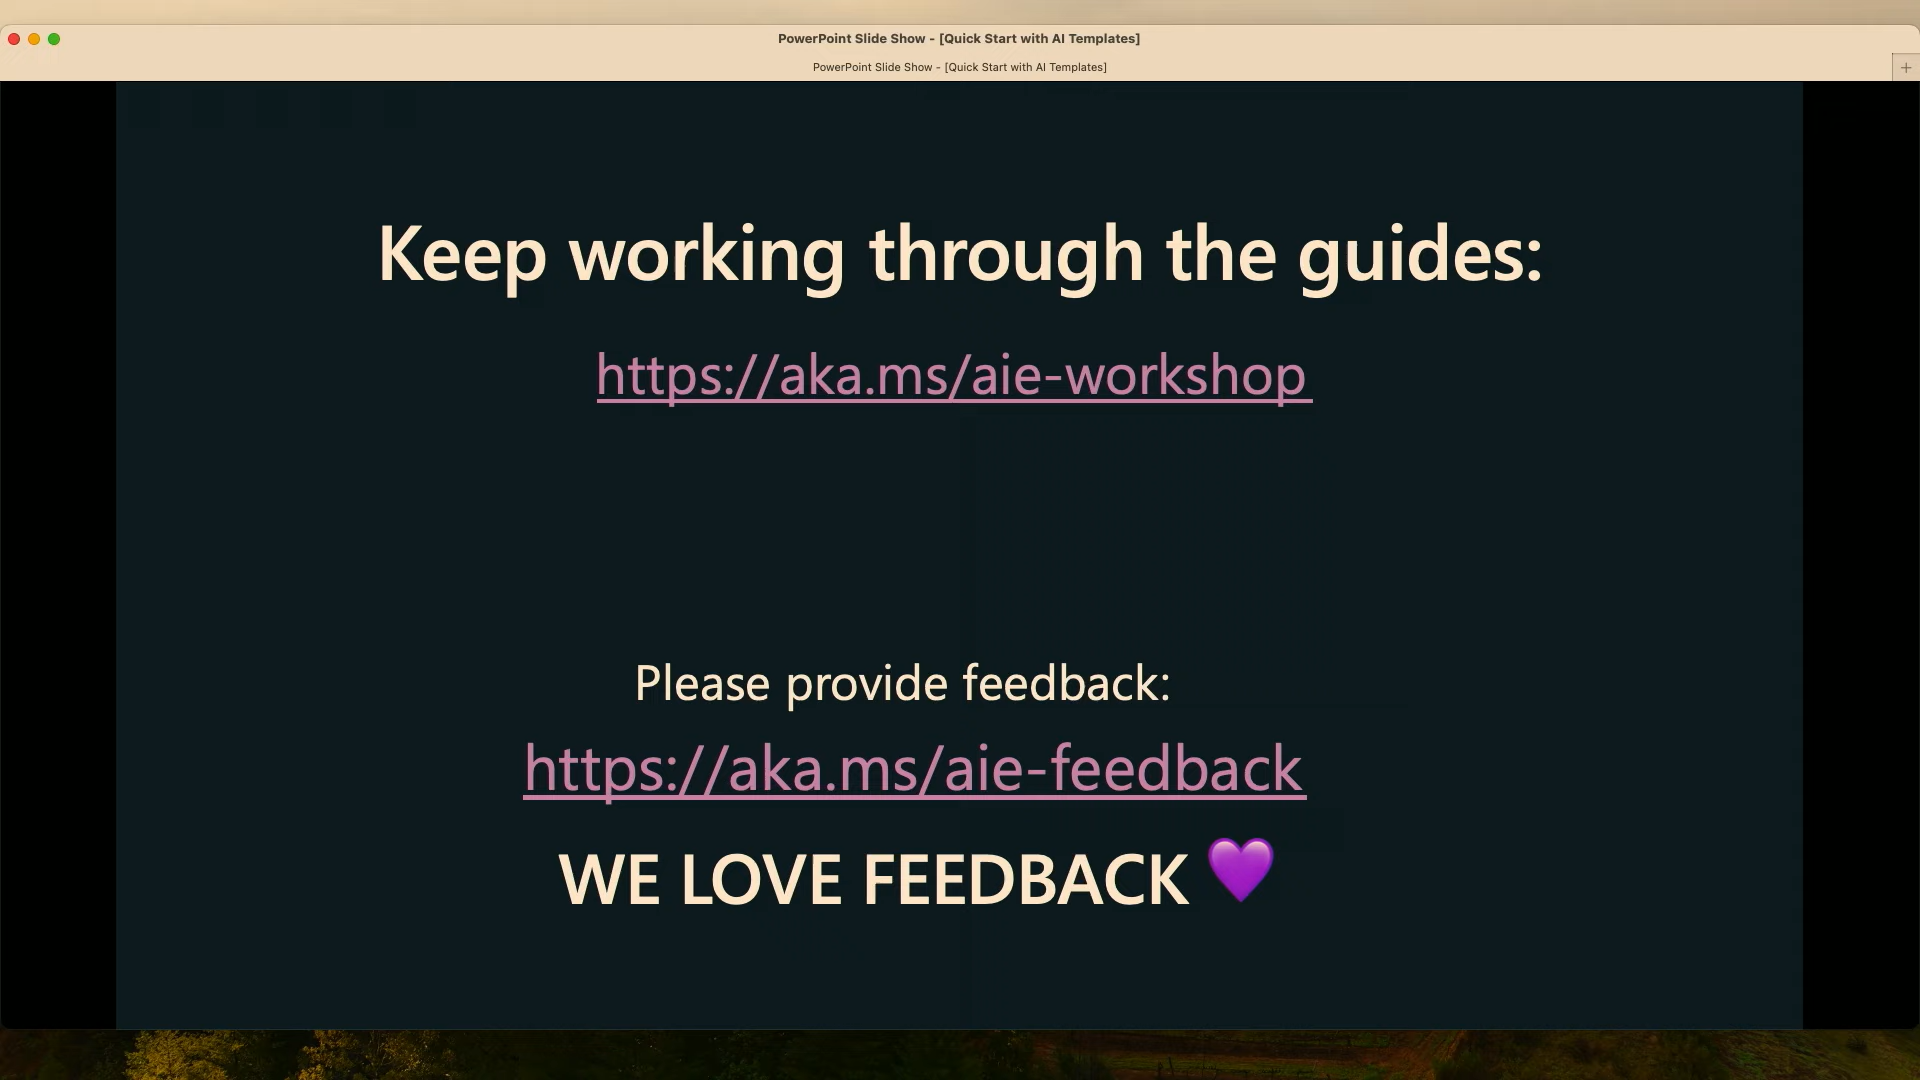 PowerPoint Slide Show - [Quick Start with AI Templates]
PowerPoint Slide Show - [Quick Start with AI Templates]
Keep working through the guides:
https://aka.ms/aie-workshop
Please provide feedback:
https://aka.ms/aie-feedback
WE LOVE FEEDBACK 💜